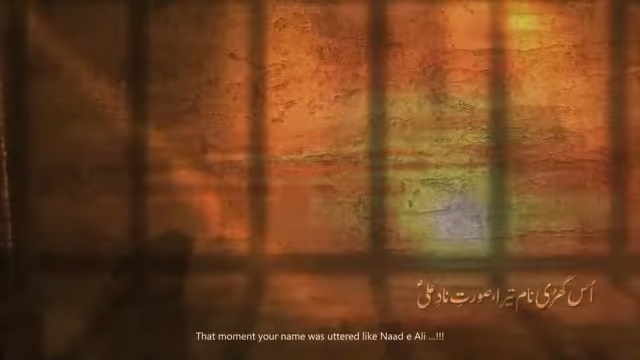 اُس گھڑی نام تیرا، صورتِ نادِ علیؑ
That moment your name was uttered like Naad e Ali ...!!!